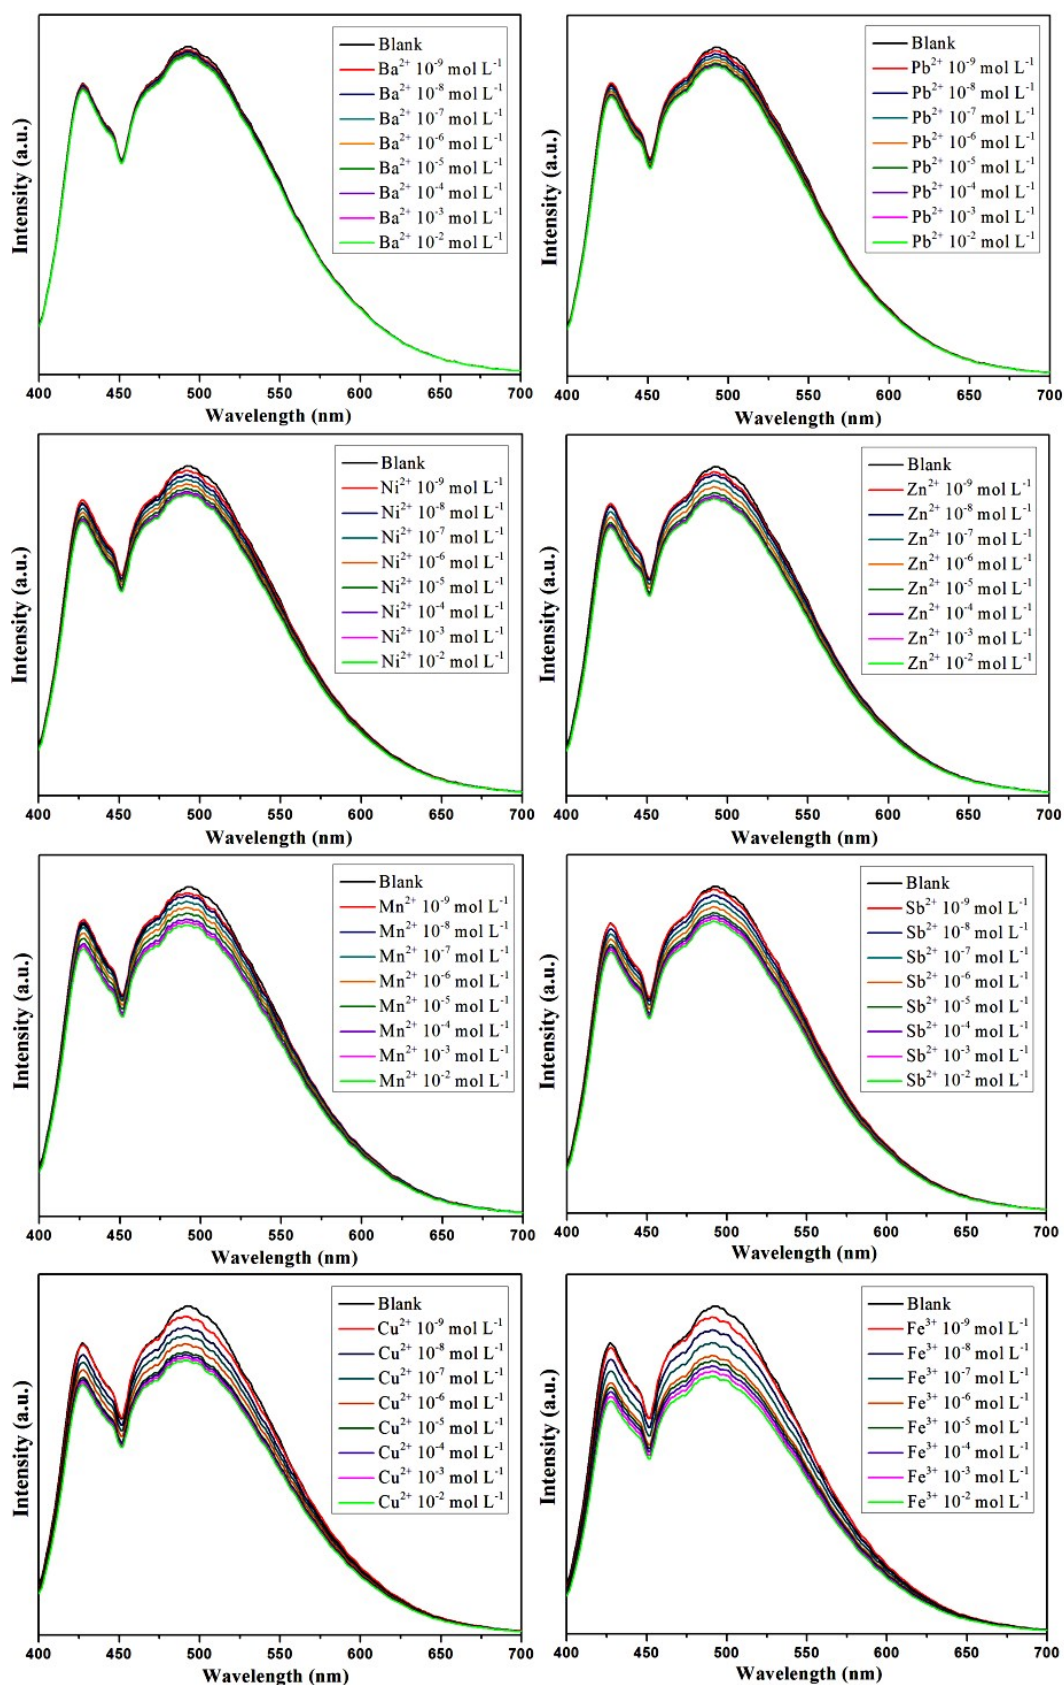 Intensity (a.u.)
Blank
Ba²⁺ 10⁻⁹ mol L⁻¹
Ba²⁺ 10⁻⁸ mol L⁻¹
Ba²⁺ 10⁻⁷ mol L⁻¹
Ba²⁺ 10⁻⁶ mol L⁻¹
Ba²⁺ 10⁻⁵ mol L⁻¹
Ba²⁺ 10⁻⁴ mol L⁻¹
Ba²⁺ 10⁻³ mol L⁻¹
Ba²⁺ 10⁻² mol L⁻¹
400 450 500 550 600 650 700
Wavelength (nm)
Intensity (a.u.)
Blank
Pb²⁺ 10⁻⁹ mol L⁻¹
Pb²⁺ 10⁻⁸ mol L⁻¹
Pb²⁺ 10⁻⁷ mol L⁻¹
Pb²⁺ 10⁻⁶ mol L⁻¹
Pb²⁺ 10⁻⁵ mol L⁻¹
Pb²⁺ 10⁻⁴ mol L⁻¹
Pb²⁺ 10⁻³ mol L⁻¹
Pb²⁺ 10⁻² mol L⁻¹
400 450 500 550 600 650 700
Wavelength (nm)
Intensity (a.u.)
Blank
Ni²⁺ 10⁻⁹ mol L⁻¹
Ni²⁺ 10⁻⁸ mol L⁻¹
Ni²⁺ 10⁻⁷ mol L⁻¹
Ni²⁺ 10⁻⁶ mol L⁻¹
Ni²⁺ 10⁻⁵ mol L⁻¹
Ni²⁺ 10⁻⁴ mol L⁻¹
Ni²⁺ 10⁻³ mol L⁻¹
Ni²⁺ 10⁻² mol L⁻¹
400 450 500 550 600 650 700
Wavelength (nm)
Intensity (a.u.)
Blank
Zn²⁺ 10⁻⁹ mol L⁻¹
Zn²⁺ 10⁻⁸ mol L⁻¹
Zn²⁺ 10⁻⁷ mol L⁻¹
Zn²⁺ 10⁻⁶ mol L⁻¹
Zn²⁺ 10⁻⁵ mol L⁻¹
Zn²⁺ 10⁻⁴ mol L⁻¹
Zn²⁺ 10⁻³ mol L⁻¹
Zn²⁺ 10⁻² mol L⁻¹
400 450 500 550 600 650 700
Wavelength (nm)
Intensity (a.u.)
Blank
Mn²⁺ 10⁻⁹ mol L⁻¹
Mn²⁺ 10⁻⁸ mol L⁻¹
Mn²⁺ 10⁻⁷ mol L⁻¹
Mn²⁺ 10⁻⁶ mol L⁻¹
Mn²⁺ 10⁻⁵ mol L⁻¹
Mn²⁺ 10⁻⁴ mol L⁻¹
Mn²⁺ 10⁻³ mol L⁻¹
Mn²⁺ 10⁻² mol L⁻¹
400 450 500 550 600 650 700
Wavelength (nm)
Intensity (a.u.)
Blank
Sb²⁺ 10⁻⁹ mol L⁻¹
Sb²⁺ 10⁻⁸ mol L⁻¹
Sb²⁺ 10⁻⁷ mol L⁻¹
Sb²⁺ 10⁻⁶ mol L⁻¹
Sb²⁺ 10⁻⁵ mol L⁻¹
Sb²⁺ 10⁻⁴ mol L⁻¹
Sb²⁺ 10⁻³ mol L⁻¹
Sb²⁺ 10⁻² mol L⁻¹
400 450 500 550 600 650 700
Wavelength (nm)
Intensity (a.u.)
Blank
Cu²⁺ 10⁻⁹ mol L⁻¹
Cu²⁺ 10⁻⁸ mol L⁻¹
Cu²⁺ 10⁻⁷ mol L⁻¹
Cu²⁺ 10⁻⁶ mol L⁻¹
Cu²⁺ 10⁻⁵ mol L⁻¹
Cu²⁺ 10⁻⁴ mol L⁻¹
Cu²⁺ 10⁻³ mol L⁻¹
Cu²⁺ 10⁻² mol L⁻¹
400 450 500 550 600 650 700
Wavelength (nm)
Intensity (a.u.)
Blank
Fe³⁺ 10⁻⁹ mol L⁻¹
Fe³⁺ 10⁻⁸ mol L⁻¹
Fe³⁺ 10⁻⁷ mol L⁻¹
Fe³⁺ 10⁻⁶ mol L⁻¹
Fe³⁺ 10⁻⁵ mol L⁻¹
Fe³⁺ 10⁻⁴ mol L⁻¹
Fe³⁺ 10⁻³ mol L⁻¹
Fe³⁺ 10⁻² mol L⁻¹
400 450 500 550 600 650 700
Wavelength (nm)